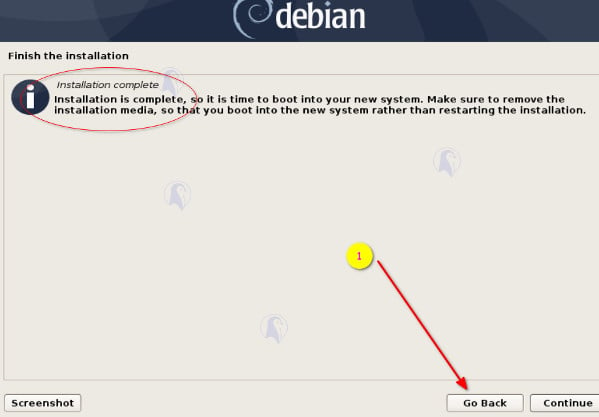 debian
Finish the installation
Installation complete
Installation is complete, so it is time to boot into your new system. Make sure to remove the
installation media, so that you boot into the new system rather than restarting the installation.
1
Screenshot
Go Back
Continue